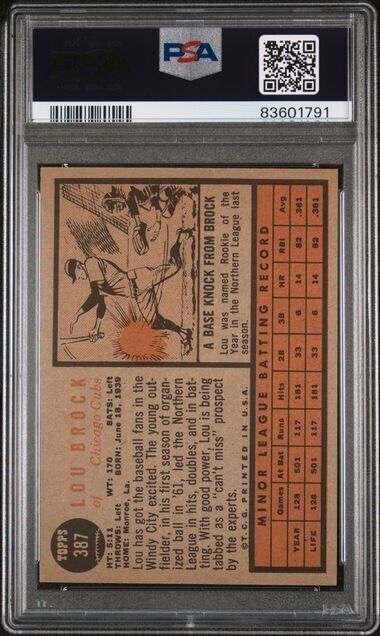 PSA
83601791
TOPPS
387
LOU BROCK
of — Chicago Cubs
HT: 5:11 WT: 170 BATS: Left
THROWS: Left BORN: June 18, 1939
HOME: Monroe, La.
Lou has got the baseball fans in the
Windy City excited. The young out-
fielder, in his first season of organ-
ized ball in '61, led the Northern
League in hits, doubles, and in bat-
ting. With good power, Lou is being
tabbed as a "can't miss" prospect
by the experts.
A BASE KNOCK FROM BROCK
Lou was named Rookie of the
Year in the Northern League last
season.
©T.C.G. PRINTED IN U.S.A.
MINOR LEAGUE BATTING RECORD
Games At Bat Runs Hits 2B 3B HR RBI Avg
YEAR 128 501 117 181 33 6 14 82 .361
LIFE 128 501 117 181 33 6 14 82 .361